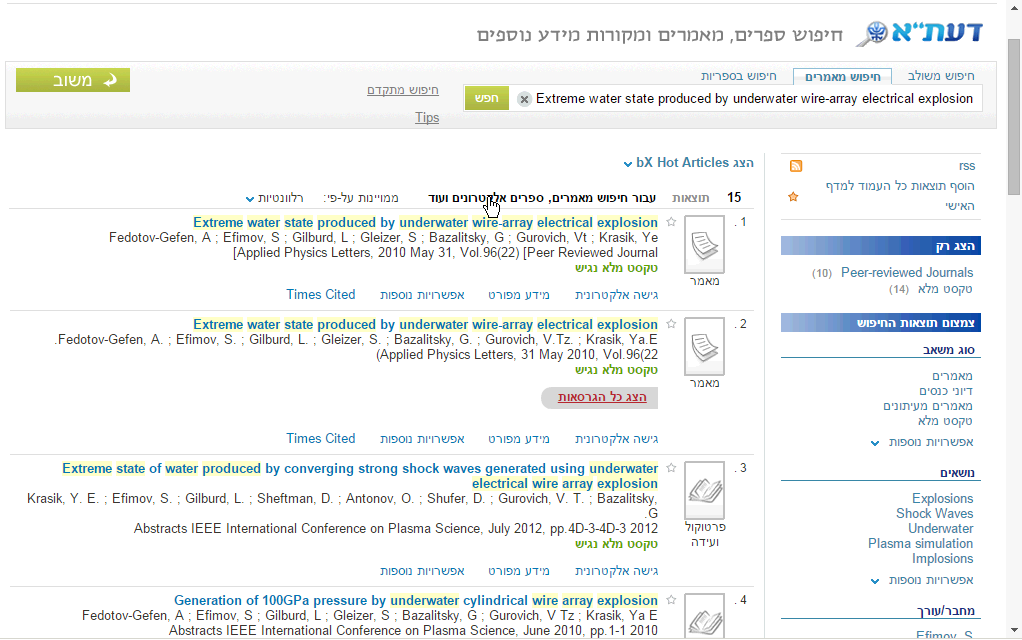 דעת"א חיפוש ספרים, מאמרים ומקורות מידע נוספים
חיפוש משולב חיפוש מאמרים חיפוש בספריות
Extreme water state produced by underwater wire-array electrical explosion
חפש
חיפוש מתקדם
Tips
משוב
rss
הוסף תוצאות כל העמוד למדף
האישי
הצג רק
Peer-reviewed Journals (10)
טקסט מלא (14)
צמצום תוצאות החיפוש
סוג משאב
מאמרים
דיוני כנסים
מאמרים מעיתונים
טקסט מלא
אפשרויות נוספות
נושאים
Explosions
Shock Waves
Underwater
Plasma simulation
Implosions
אפשרויות נוספות
מחבר/עורך
Efimov, S
הצג bX Hot Articles
15 תוצאות עבור חיפוש מאמרים, ספרים אלקטרונים ועוד ממויינות על-פי: רלוונטיות
1.
מאמר
Extreme water state produced by underwater wire-array electrical explosion
Fedotov-Gefen, A ; Efimov, S ; Gilburd, L ; Gleizer, S ; Bazalitsky, G ; Gurovich, Vt ; Krasik, Ye
[Applied Physics Letters, 2010 May 31, Vol.96(22) [Peer Reviewed Journal
טקסט מלא נגיש
גישה אלקטרונית מידע מפורט אפשרויות נוספות Times Cited
2.
מאמר
Extreme water state produced by underwater wire-array electrical explosion
.Fedotov-Gefen, A. ; Efimov, S. ; Gilburd, L. ; Gleizer, S. ; Bazalitsky, G. ; Gurovich, V.Tz. ; Krasik, Ya.E
(Applied Physics Letters, 31 May 2010, Vol.96(22
טקסט מלא נגיש
הצג כל הגרסאות
גישה אלקטרונית מידע מפורט אפשרויות נוספות Times Cited
3.
פרטוקול
ועידה
Extreme state of water produced by converging strong shock waves generated using underwater
electrical wire array explosion
Krasik, Y. E. ; Efimov, S. ; Gilburd, L. ; Sheftman, D. ; Antonov, O. ; Shufer, D. ; Gurovich, V. T. ; Bazalitsky,
.G
Abstracts IEEE International Conference on Plasma Science, July 2012, pp.4D-3-4D-3 2012
טקסט מלא נגיש
גישה אלקטרונית מידע מפורט אפשרויות נוספות
4.
Generation of 100GPa pressure by underwater cylindrical wire array explosion
Fedotov-Gefen, A ; Efimov, S ; Gilburd, L ; Gleizer, S ; Bazalitsky, G ; Gurovich, V Tz ; Krasik, Ya E
Abstracts IEEE International Conference on Plasma Science, June 2010, pp.1-1 2010